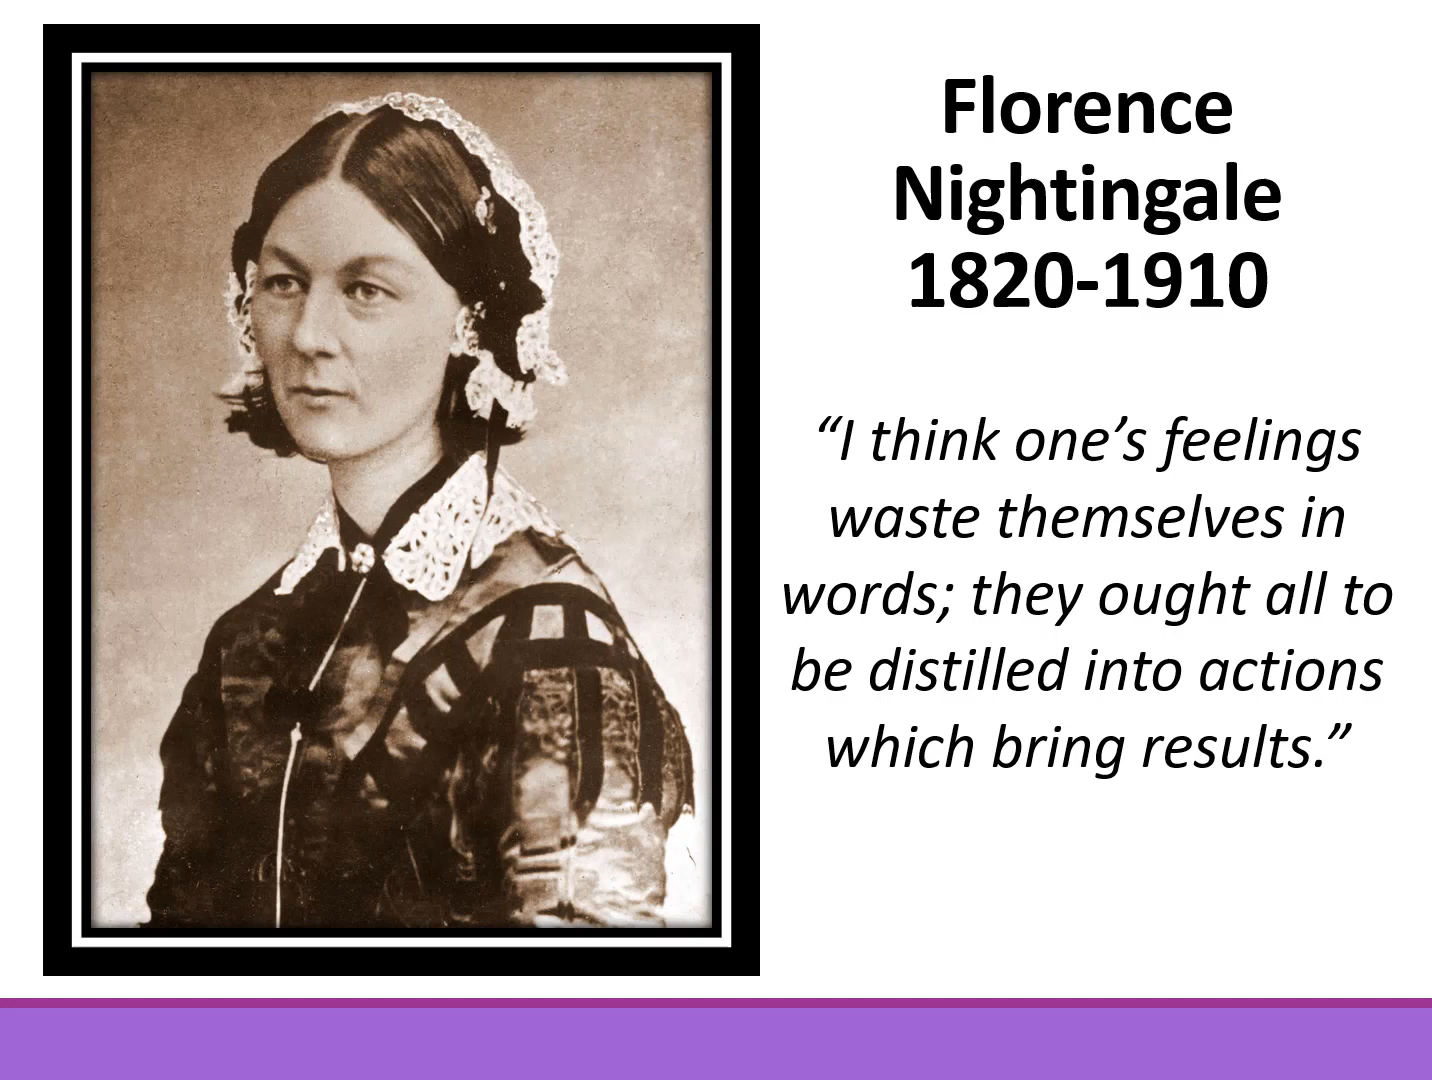 Florence
Nightingale
1820-1910
“I think one’s feelings
waste themselves in
words; they ought all to
be distilled into actions
which bring results.”